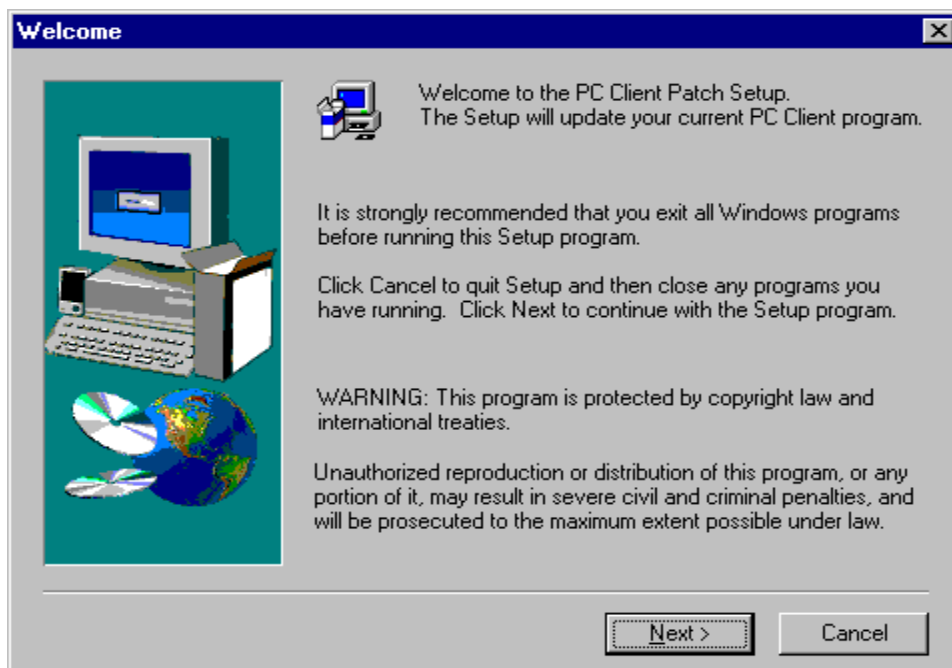 Welcome
Welcome to the PC Client Patch Setup.
The Setup will update your current PC Client program.
It is strongly recommended that you exit all Windows programs
before running this Setup program.
Click Cancel to quit Setup and then close any programs you
have running.  Click Next to continue with the Setup program.
WARNING: This program is protected by copyright law and
international treaties.
Unauthorized reproduction or distribution of this program, or any
portion of it, may result in severe civil and criminal penalties, and
will be prosecuted to the maximum extent possible under law.
Next >
Cancel